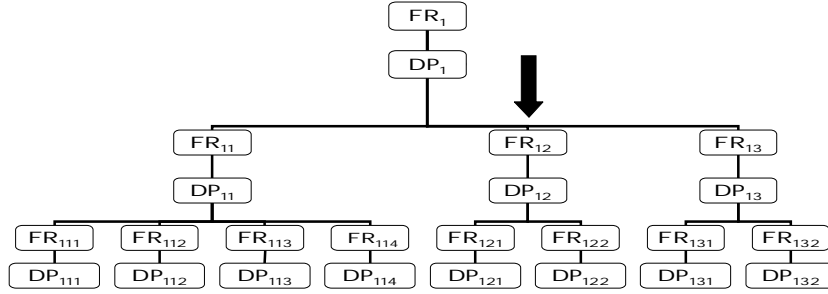 FR₁
DP₁
FR₁₁ FR₁₂ FR₁₃
DP₁₁ DP₁₂ DP₁₃
FR₁₁₁ FR₁₁₂ FR₁₁₃ FR₁₁₄ FR₁₂₁ FR₁₂₂ FR₁₃₁ FR₁₃₂
DP₁₁₁ DP₁₁₂ DP₁₁₃ DP₁₁₄ DP₁₂₁ DP₁₂₂ DP₁₃₁ DP₁₃₂